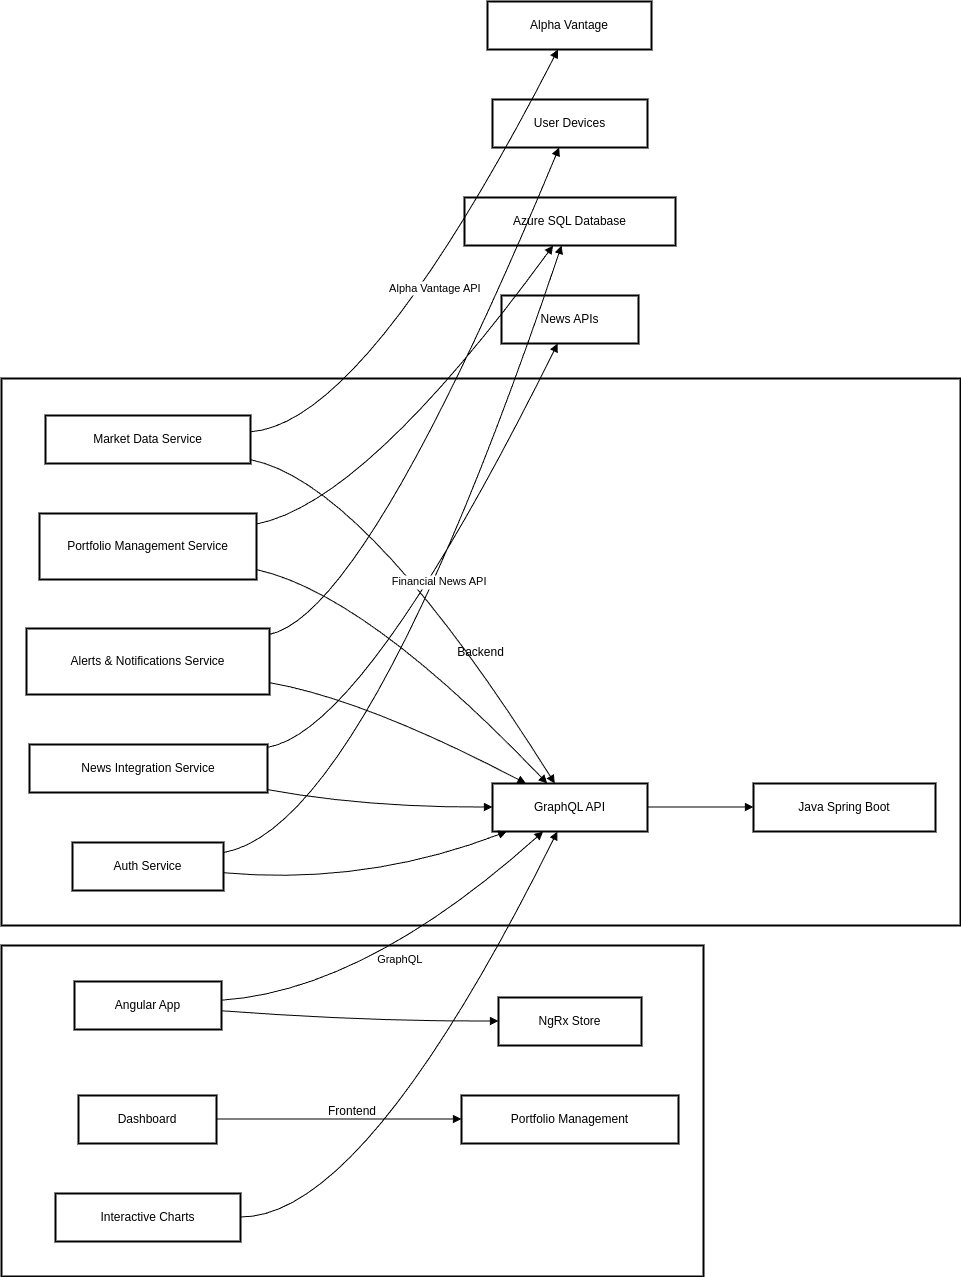 Alpha Vantage
User Devices
Azure SQL Database
Alpha Vantage API
News APIs
Market Data Service
Portfolio Management Service
Financial News API
Backend
Alerts & Notifications Service
News Integration Service
GraphQL API
Java Spring Boot
Auth Service
GraphQL
Angular App
NgRx Store
Frontend
Dashboard
Portfolio Management
Interactive Charts